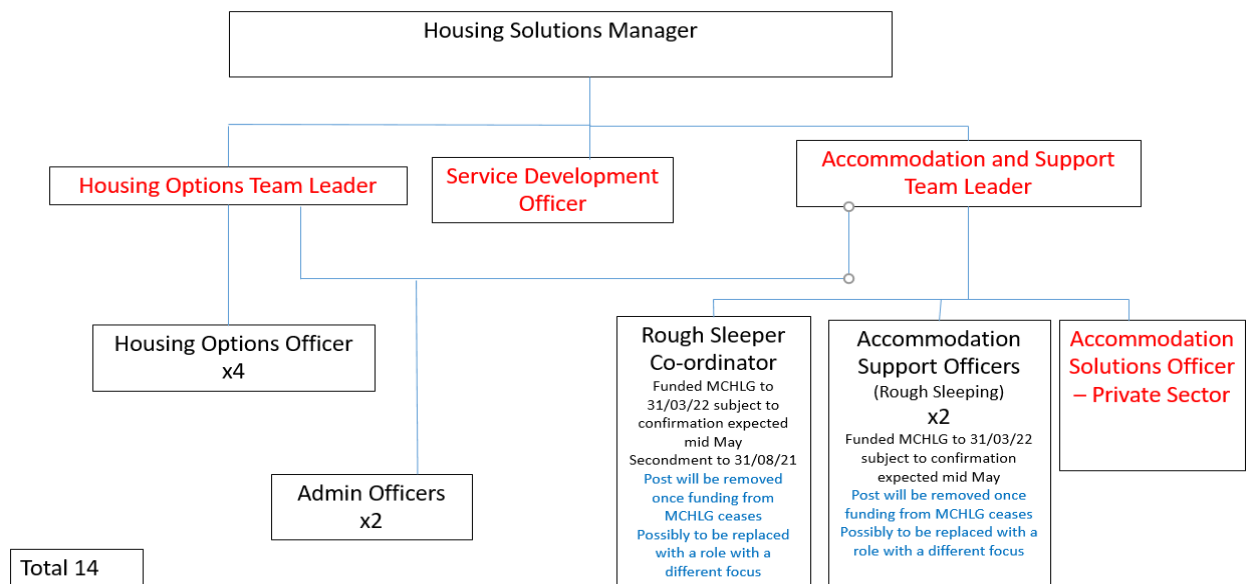 Housing Solutions Manager
Housing Options Team Leader
Service Development
Officer
Accommodation and Support
Team Leader
Housing Options Officer
x4
Admin Officers
x2
Rough Sleeper
Co-ordinator
Funded MCHLG to
31/03/22 subject to
confirmation expected
mid May
Secondment to 31/08/21
Post will be removed
once funding from
MCHLG ceases
Possibly to be replaced
with a role with a
different focus
Accommodation
Support Officers
(Rough Sleeping)
x2
Funded MCHLG to 31/03/22
subject to confirmation
expected mid May
Post will be removed once
funding from MCHLG ceases
Possibly to be replaced with a
role with a different focus
Accommodation
Solutions Officer
– Private Sector
Total 14